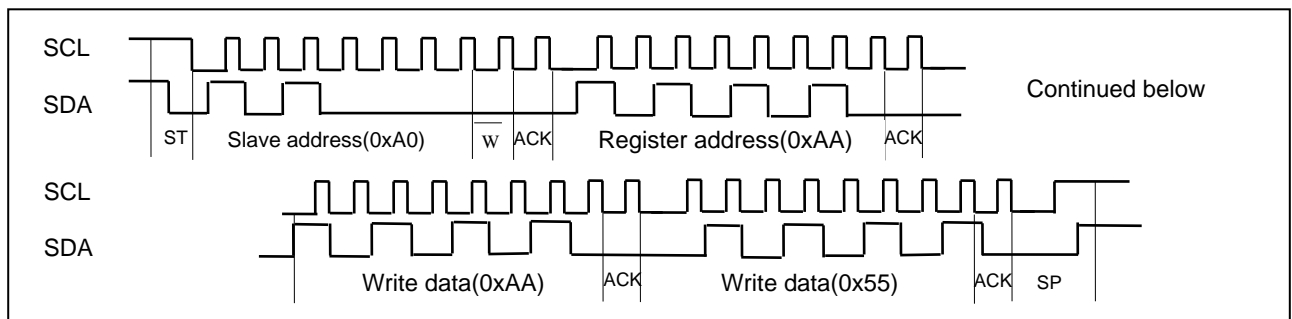 SCL
SDA
Continued below
ST Slave address(0xA0) W ACK Register address(0xAA) ACK
SCL
SDA
Write data(0xAA) ACK Write data(0x55) ACK SP